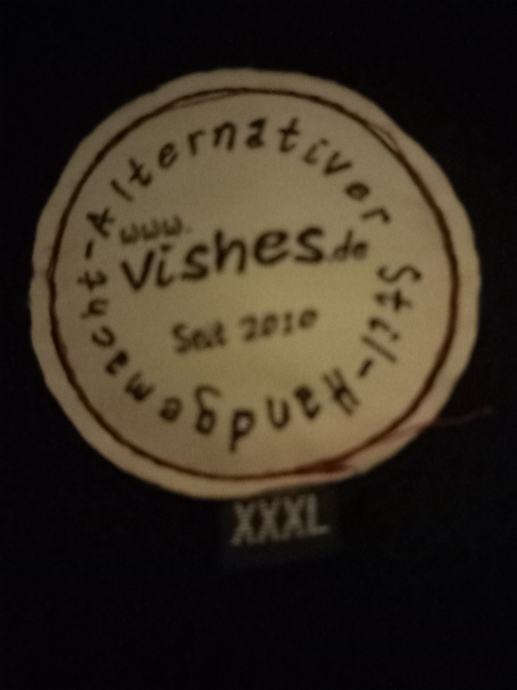 Alternativer Stil-Handgemacht-
www.
Vishes.de
Seit 2010
XXXL